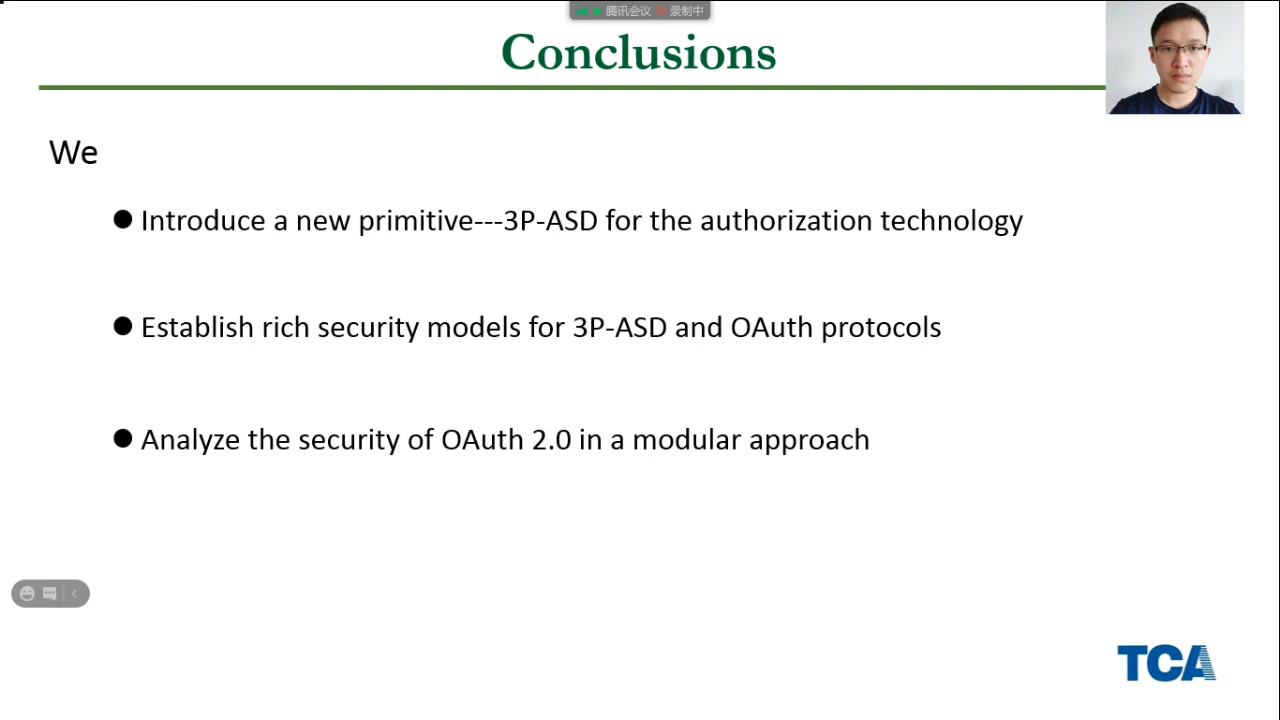 腾讯会议 录制中
Conclusions
We
Introduce a new primitive---3P-ASD for the authorization technology
Establish rich security models for 3P-ASD and OAuth protocols
Analyze the security of OAuth 2.0 in a modular approach
TCA